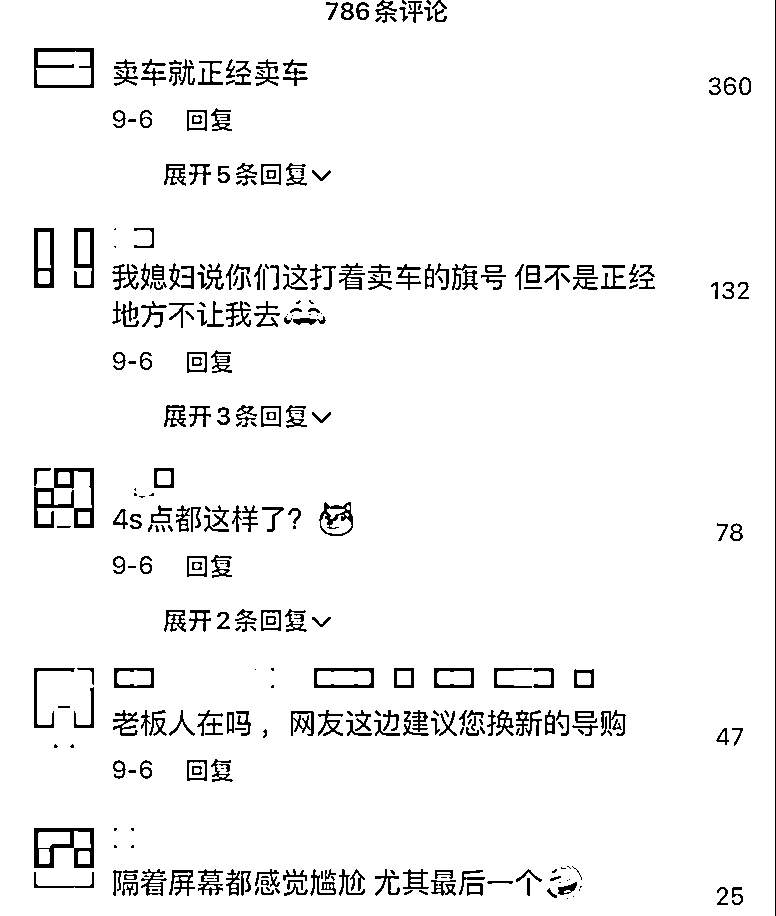 786条评论
卖车就正经卖车
360
9-6 回复
展开5条回复
我媳妇说你们这打着卖车的旗号 但不是正经
地方不让我去
132
9-6 回复
展开3条回复
4s点都这样了?
78
9-6 回复
展开2条回复
老板人在吗, 网友这边建议您换新的导购
47
9-6 回复
隔着屏幕都感觉尴尬 尤其最后一个
25